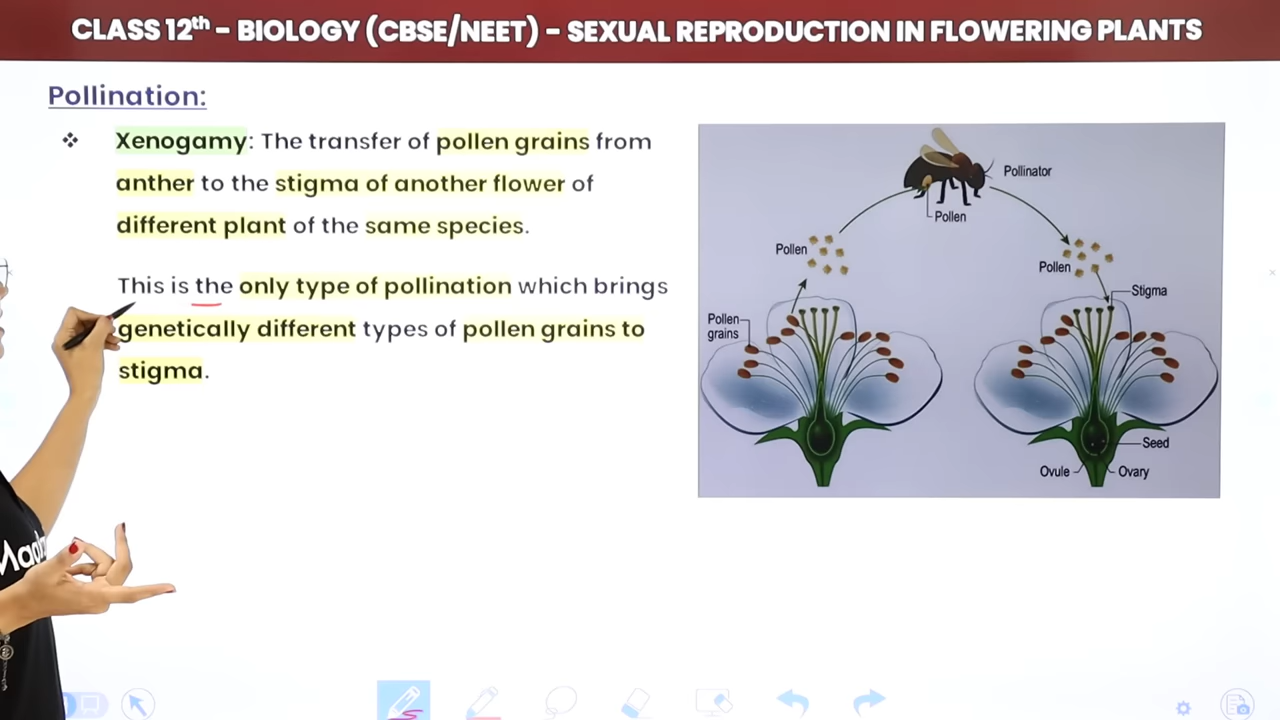 CLASS 12th – BIOLOGY (CBSE/NEET) – SEXUAL REPRODUCTION IN FLOWERING PLANTS
Pollination:
❖ Xenogamy: The transfer of pollen grains from
anther to the stigma of another flower of
different plant of the same species.
This is the only type of pollination which brings
genetically different types of pollen grains to
stigma.
Pollinator
Pollen
Pollen
Pollen
Stigma
Pollen
grains
Seed
Ovule
Ovary